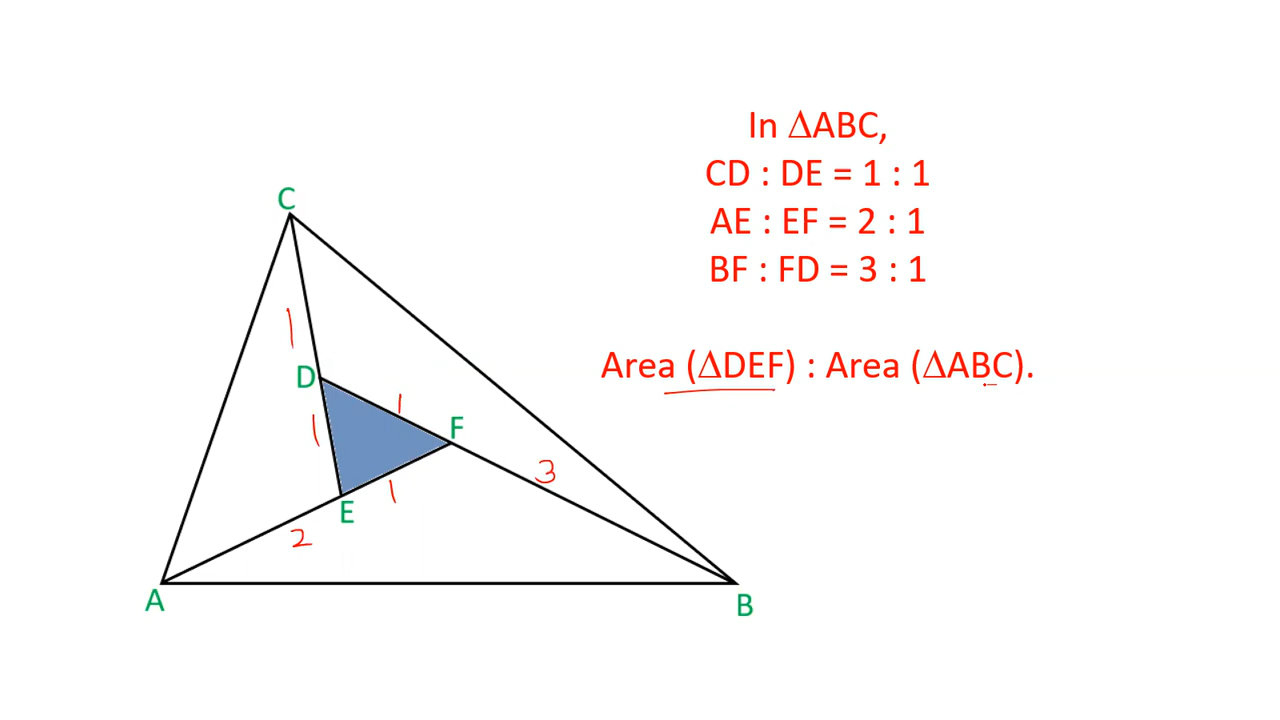 In ΔABC,
CD : DE = 1 : 1
AE : EF = 2 : 1
BF : FD = 3 : 1
Area (ΔDEF) : Area (ΔABC).
C
1
D
1
1
F
3
1
E
2
A
B